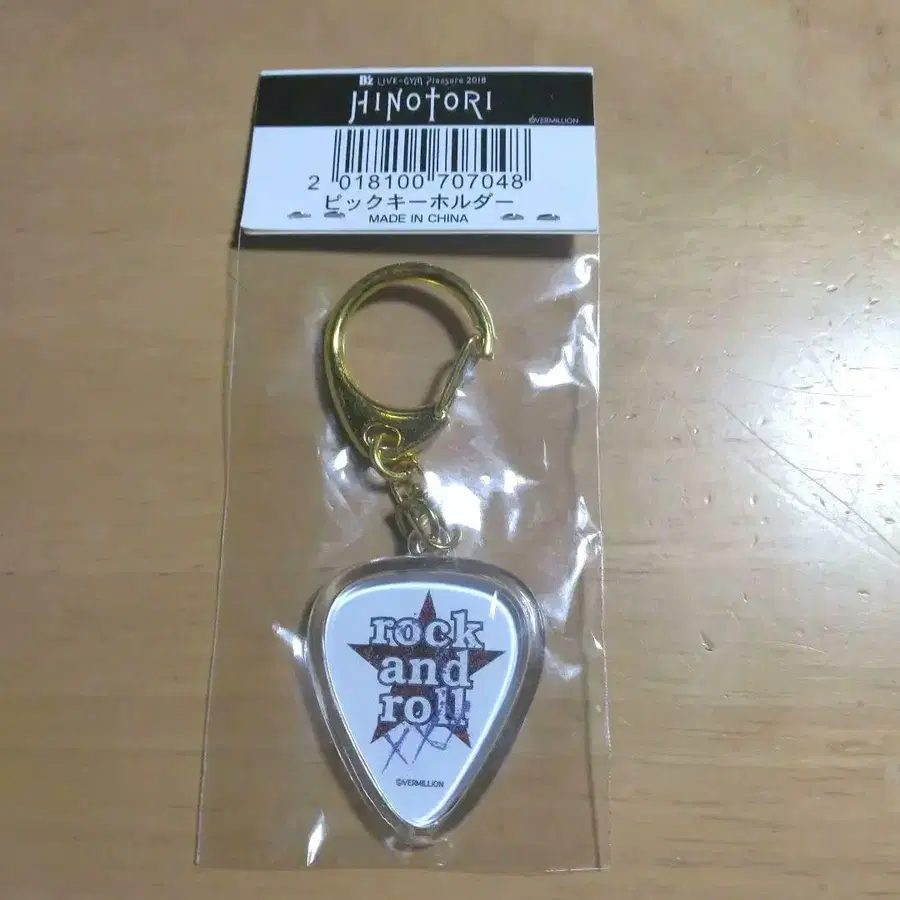 B'z LIVE-GYM Pleasure 2018
HINOTORI
©VERMILLION
2 018100 707048
ピックキーホルダー
MADE IN CHINA
rock
and
roll
XX
©VERMILLION